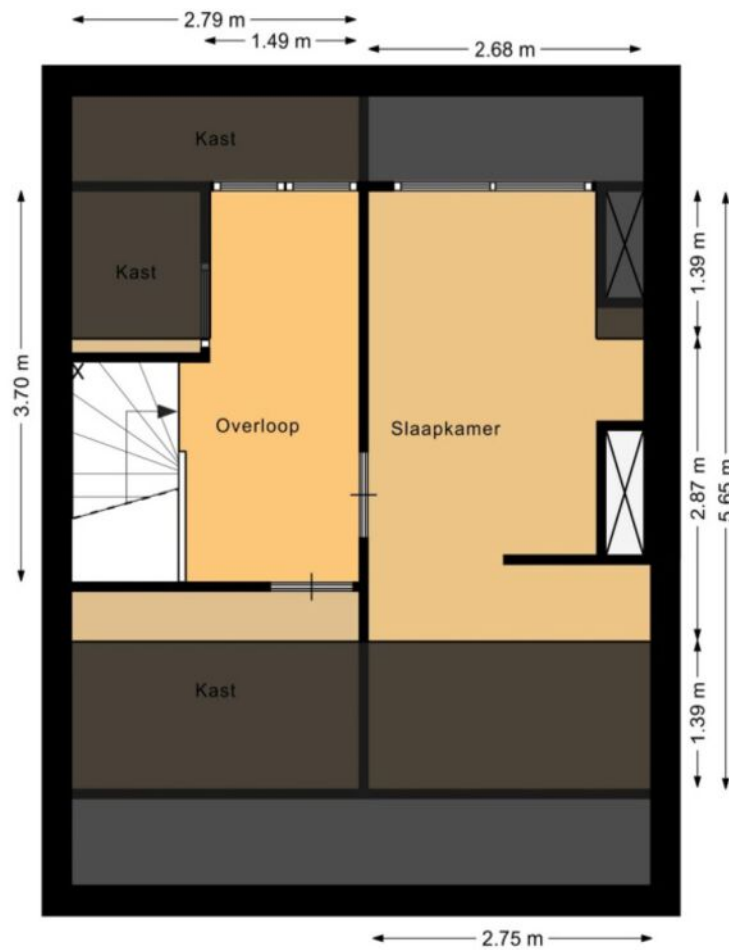 2.79 m
1.49 m
2.68 m
Kast
Kast
1.39 m
3.70 m
X
Overloop
Slaapkamer
2.87 m
5.65 m
Kast
1.39 m
2.75 m